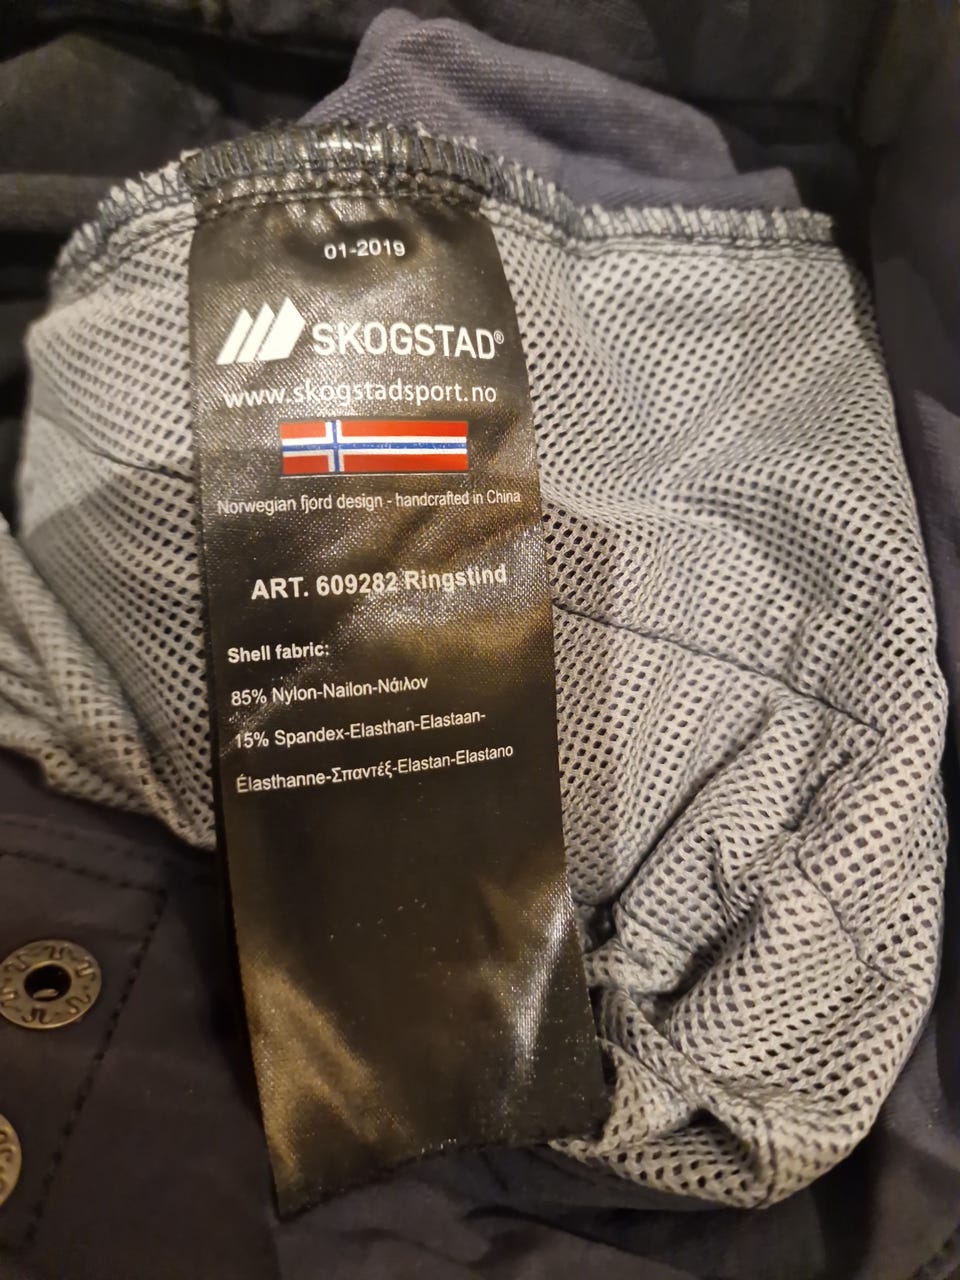 01-2019
SKOGSTAD®
www.skogstadsport.no
Norwegian fjord design - handcrafted in China
ART. 609282 Ringstind
Shell fabric:
85% Nylon-Nailon-Νάιλον
15% Spandex-Elasthan-Elastaan-
Élasthanne-Σπαντέξ-Elastan-Elastano